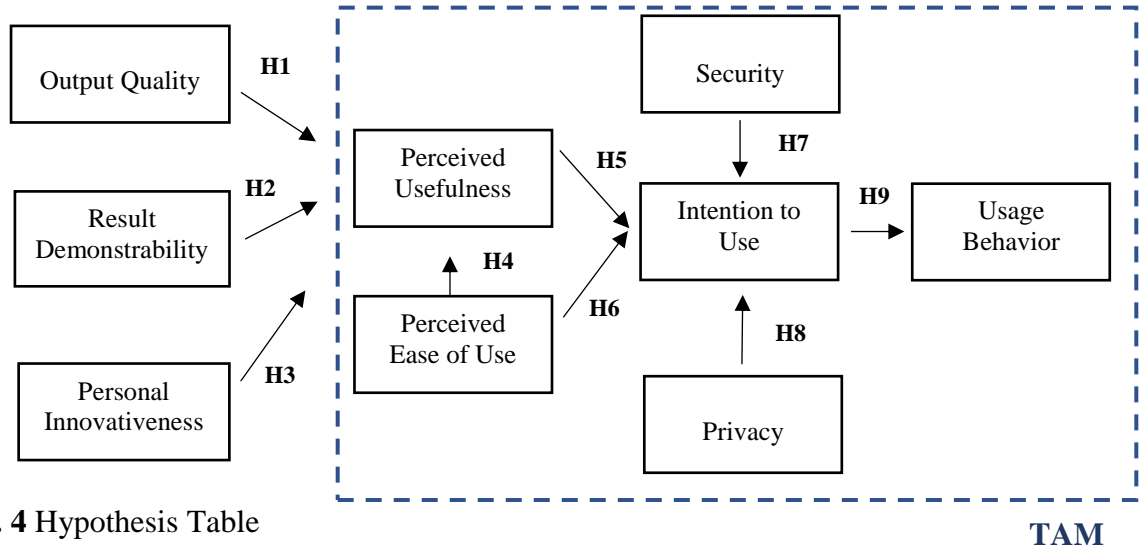 Output Quality
H1
Security
Perceived
Usefulness
H5
H7
Result
Demonstrability
H2
Intention to
Use
H9
Usage
Behavior
H4
Perceived
Ease of Use
H6
H8
Personal
Innovativeness
H3
Privacy
. 4 Hypothesis Table
TAM